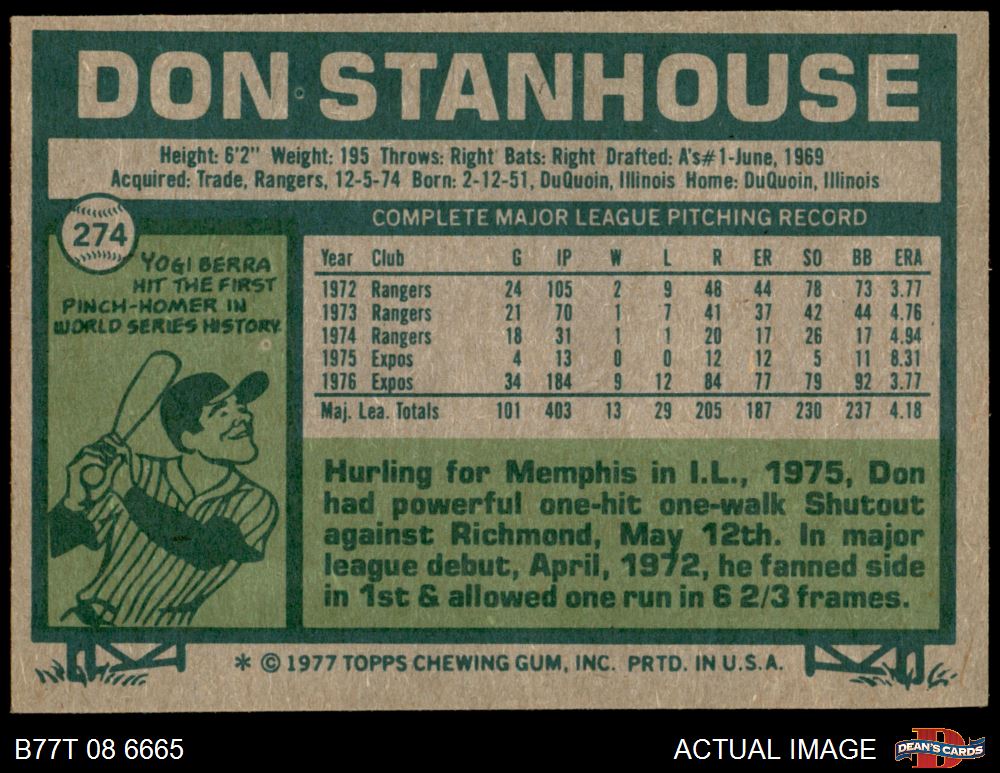 DON STANHOUSE
Height: 6'2" Weight: 195 Throws: Right Bats: Right Drafted: A's#1-June, 1969
Acquired: Trade, Rangers, 12-5-74 Born: 2-12-51, DuQuoin, Illinois Home: DuQuoin, Illinois
274
YOGI BERRA
HIT THE FIRST
PINCH-HOMER IN
WORLD SERIES HISTORY.
COMPLETE MAJOR LEAGUE PITCHING RECORD
Year Club G IP W L R ER SO BB ERA
1972 Rangers 24 105 2 9 48 44 78 73 3.77
1973 Rangers 21 70 1 7 41 37 42 44 4.76
1974 Rangers 18 31 1 1 20 17 26 17 4.94
1975 Expos 4 13 0 0 12 12 5 11 8.31
1976 Expos 34 184 9 12 84 77 79 92 3.77
Maj. Lea. Totals 101 403 13 29 205 187 230 237 4.18
Hurling for Memphis in I.L., 1975, Don
had powerful one-hit one-walk Shutout
against Richmond, May 12th. In major
league debut, April, 1972, he fanned side
in 1st & allowed one run in 6 2/3 frames.
* © 1977 TOPPS CHEWING GUM, INC. PRTD. IN U.S.A.
B77T 08 6665
ACTUAL IMAGE
DEAN'S CARDS